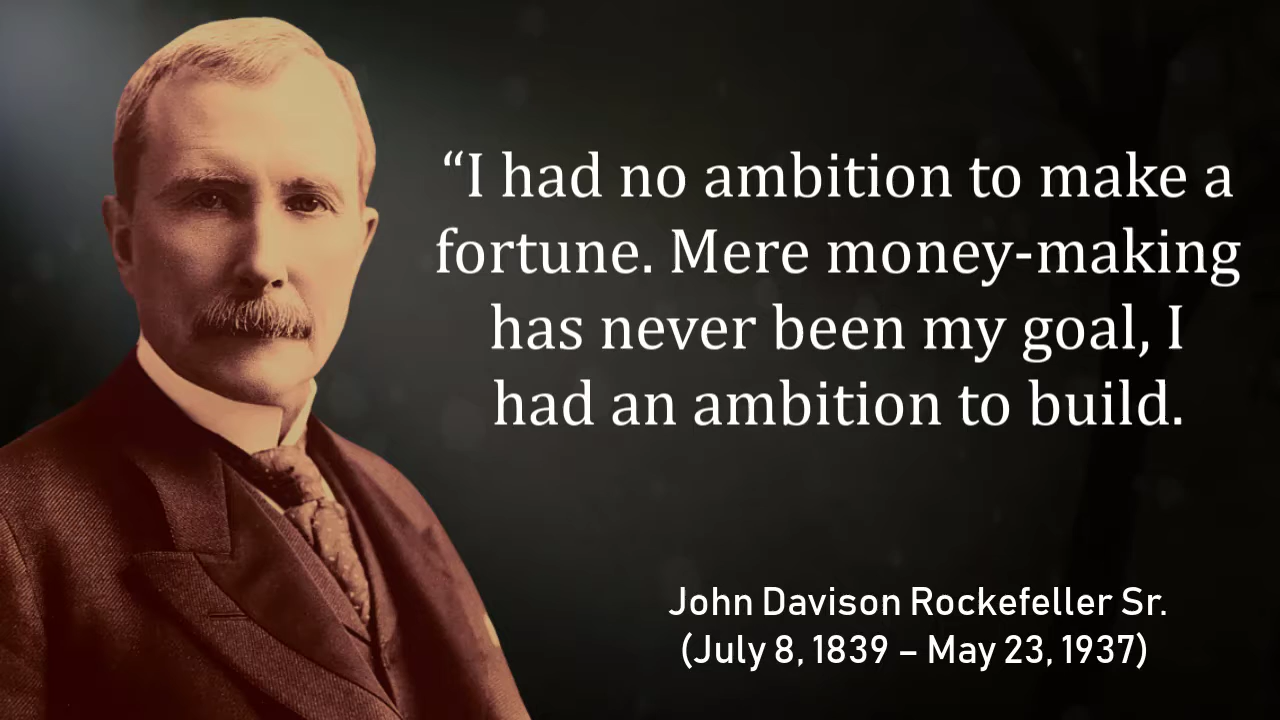 “I had no ambition to make a
fortune. Mere money-making
has never been my goal, I
had an ambition to build.
John Davison Rockefeller Sr.
(July 8, 1839 – May 23, 1937)